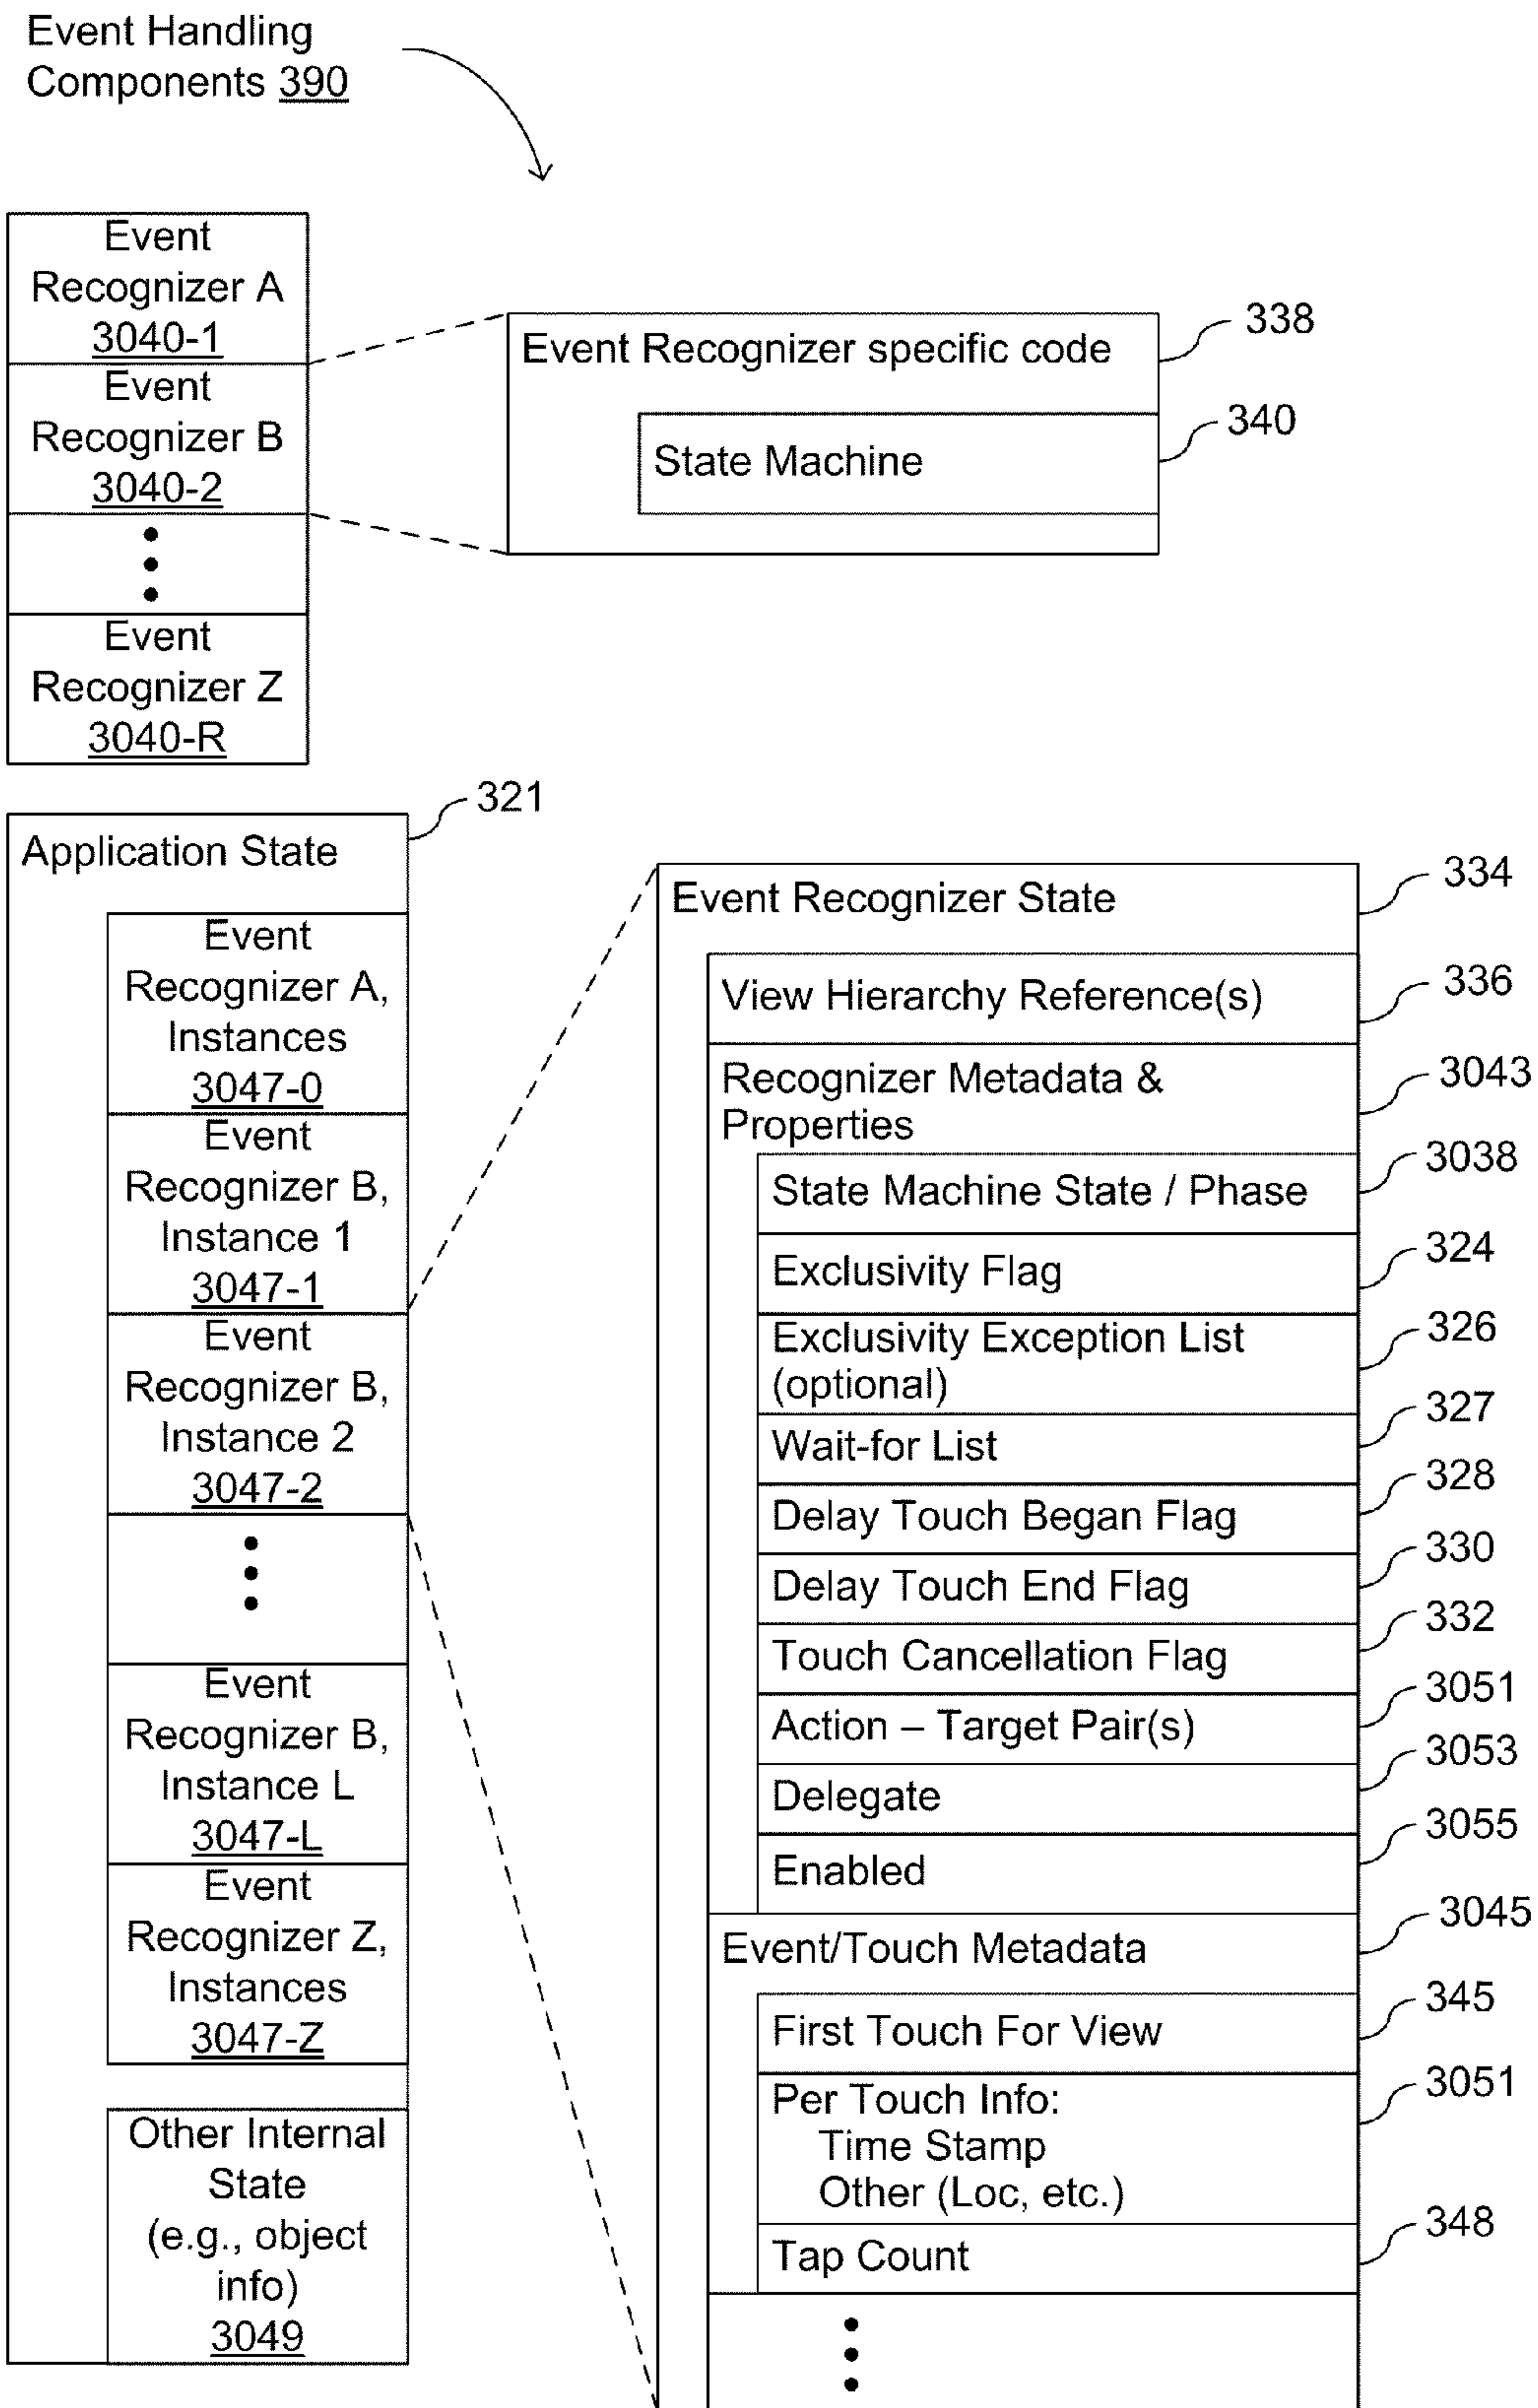 Event Handling
Components 390
Event
Recognizer A
3040-1
Event
Recognizer B
3040-2
Event
Recognizer Z
3040-R
Event Recognizer specific code
338
State Machine
340
321
Application State
Event
Recognizer A,
Instances
3047-0
Event
Recognizer B,
Instance 1
3047-1
Event
Recognizer B,
Instance 2
3047-2
Event
Recognizer B,
Instance L
3047-L
Event
Recognizer Z,
Instances
3047-Z
Other Internal
State
(e.g., object
info)
3049
Event Recognizer State
334
View Hierarchy Reference(s)
336
Recognizer Metadata &
Properties
3043
State Machine State / Phase
3038
Exclusivity Flag
324
Exclusivity Exception List
(optional)
326
Wait-for List
327
Delay Touch Began Flag
328
Delay Touch End Flag
330
Touch Cancellation Flag
332
Action – Target Pair(s)
3051
Delegate
3053
Enabled
3055
Event/Touch Metadata
3045
First Touch For View
345
Per Touch Info:
Time Stamp
Other (Loc, etc.)
3051
Tap Count
348